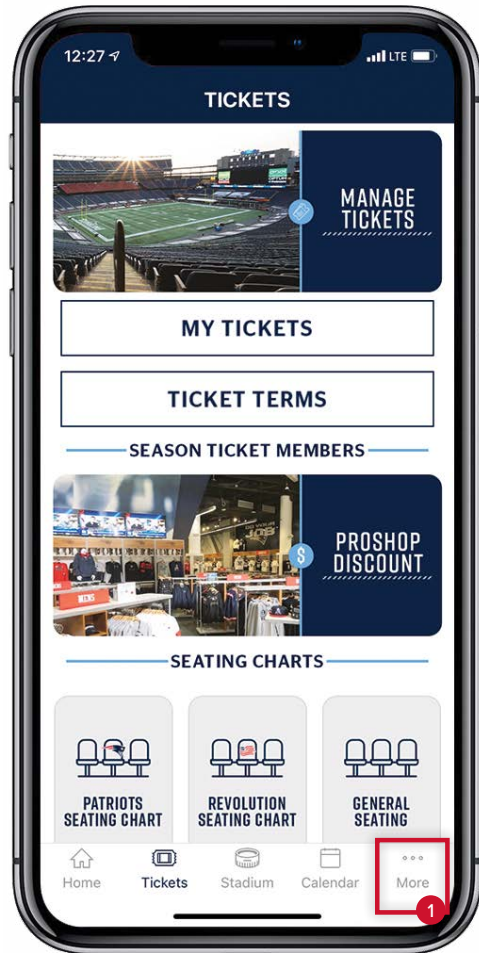 12:27
LTE
TICKETS
MANAGE
TICKETS
MY TICKETS
TICKET TERMS
SEASON TICKET MEMBERS
PROSHOP
DISCOUNT
$
SEATING CHARTS
PATRIOTS
SEATING CHART
REVOLUTION
SEATING CHART
GENERAL
SEATING
Home
Tickets
Stadium
Calendar
More
1